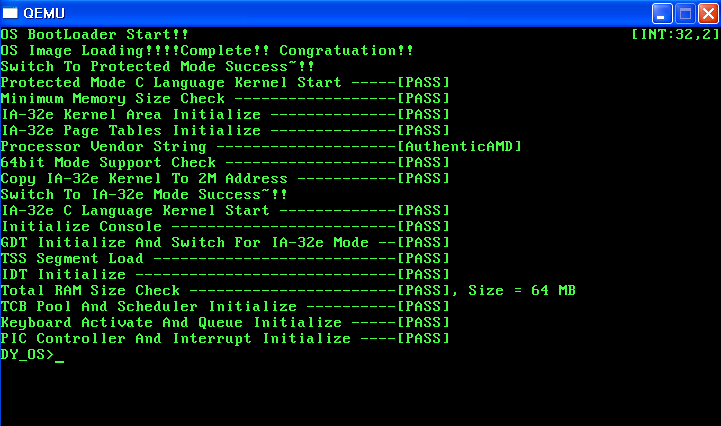 QEMU
OS BootLoader Start!! [INT:32,2]
OS Image Loading!!!!Complete!! Congratuation!!
Switch To Protected Mode Success~!!
Protected Mode C Language Kernel Start -----[PASS]
Minimum Memory Size Check ------------------[PASS]
IA-32e Kernel Area Initialize --------------[PASS]
IA-32e Page Tables Initialize --------------[PASS]
Processor Vendor String --------------------[AuthenticAMD]
64bit Mode Support Check -------------------[PASS]
Copy IA-32e Kernel To 2M Address -----------[PASS]
Switch To IA-32e Mode Success~!!
IA-32e C Language Kernel Start -------------[PASS]
Initialize Console -------------------------[PASS]
GDT Initialize And Switch For IA-32e Mode --[PASS]
TSS Segment Load ---------------------------[PASS]
IDT Initialize -----------------------------[PASS]
Total RAM Size Check -----------------------[PASS], Size = 64 MB
TCB Pool And Scheduler Initialize ----------[PASS]
Keyboard Activate And Queue Initialize -----[PASS]
PIC Controller And Interrupt Initialize ----[PASS]
DY_OS>_